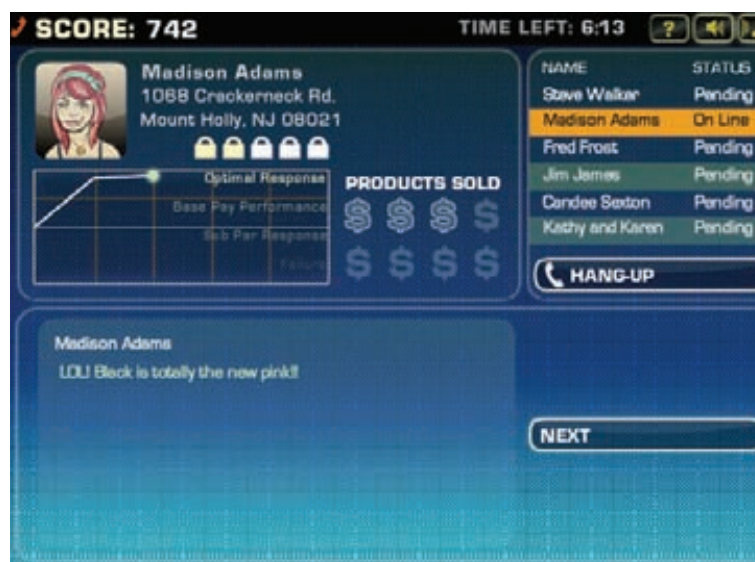 SCORE: 742
TIME LEFT: 6:13 ?
Madison Adams
1068 Crackerneck Rd.
Mount Holly, NJ 08021
Optimal Response
Base Pay Performance
Sub Par Response
PRODUCTS SOLD
$ $ $ $
$ $ $ $
NAME STATUS
Steve Walker Pending
Madison Adams On Line
Fred Frost Pending
Jim James Pending
Candee Sexton Pending
Kathy and Karen Pending
HANG-UP
Madison Adams
LOL! Black is totally the new pink!!
NEXT